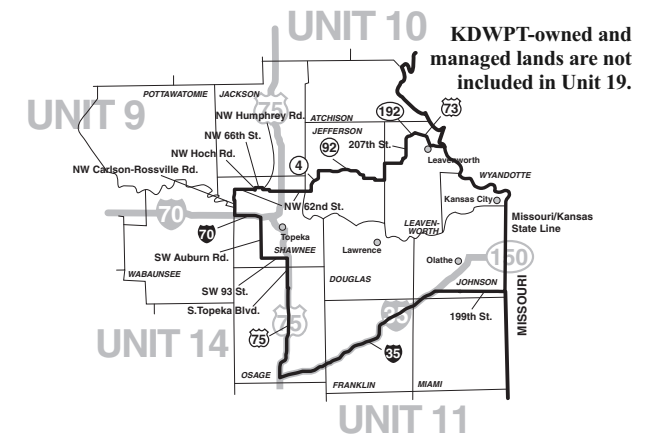 UNIT 10
KDWPT-owned and
managed lands are not
included in Unit 19.
POTTAWATOMIE
JACKSON
UNIT 9
75
NW Humphrey Rd.
ATCHISON
192
73
NW 66th St.
JEFFERSON
92
207th St.
NW Hoch Rd.
4
Leavenworth
NW Carlson-Rossville Rd.
WYANDOTTE
NW 62nd St.
Kansas City
70
70
Topeka
LEAVEN-
WORTH
Missouri/Kansas
State Line
SHAWNEE
Lawrence
SW Auburn Rd.
Olathe
150
WABAUNSEE
DOUGLAS
JOHNSON
SW 93 St.
MISSOURI
S.Topeka Blvd.
199th St.
75
75
35
UNIT 14
35
OSAGE
FRANKLIN
MIAMI
UNIT 11